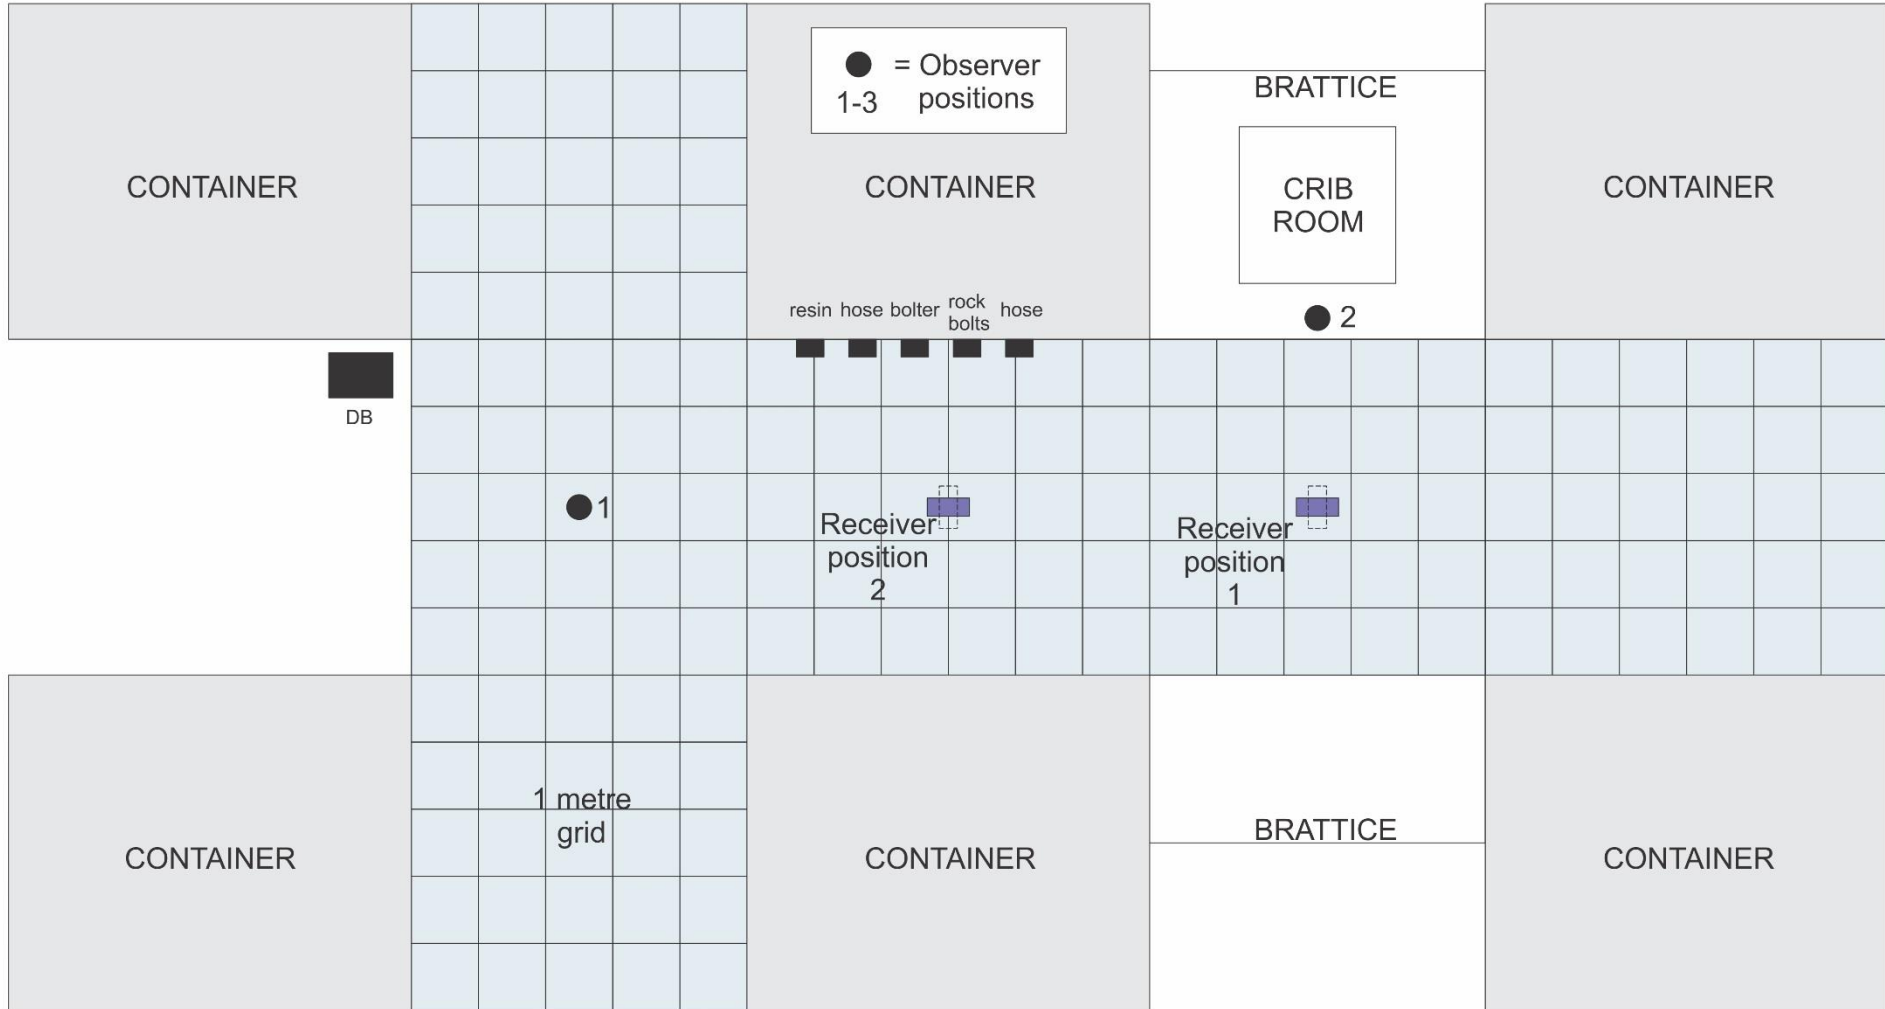 = Observer
1-3 positions
BRATTICE
CONTAINER
CONTAINER
CRIB
ROOM
CONTAINER
resin hose bolter rock
bolts
hose
2
DB
1
Receiver
position
2
Receiver
position
1
1 metre
grid
BRATTICE
CONTAINER
CONTAINER
CONTAINER